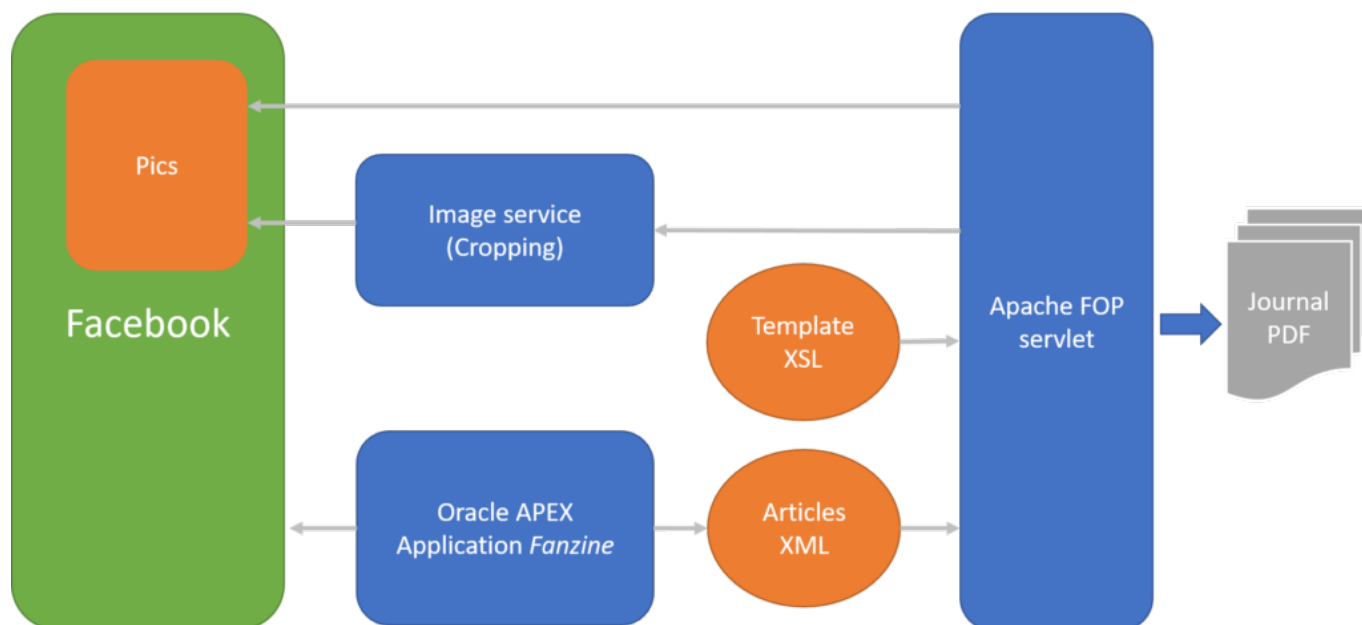 Pics
Facebook
Image service
(Cropping)
Template
XSL
Oracle APEX
Application Fanzine
Articles
XML
Apache FOP
servlet
Journal
PDF